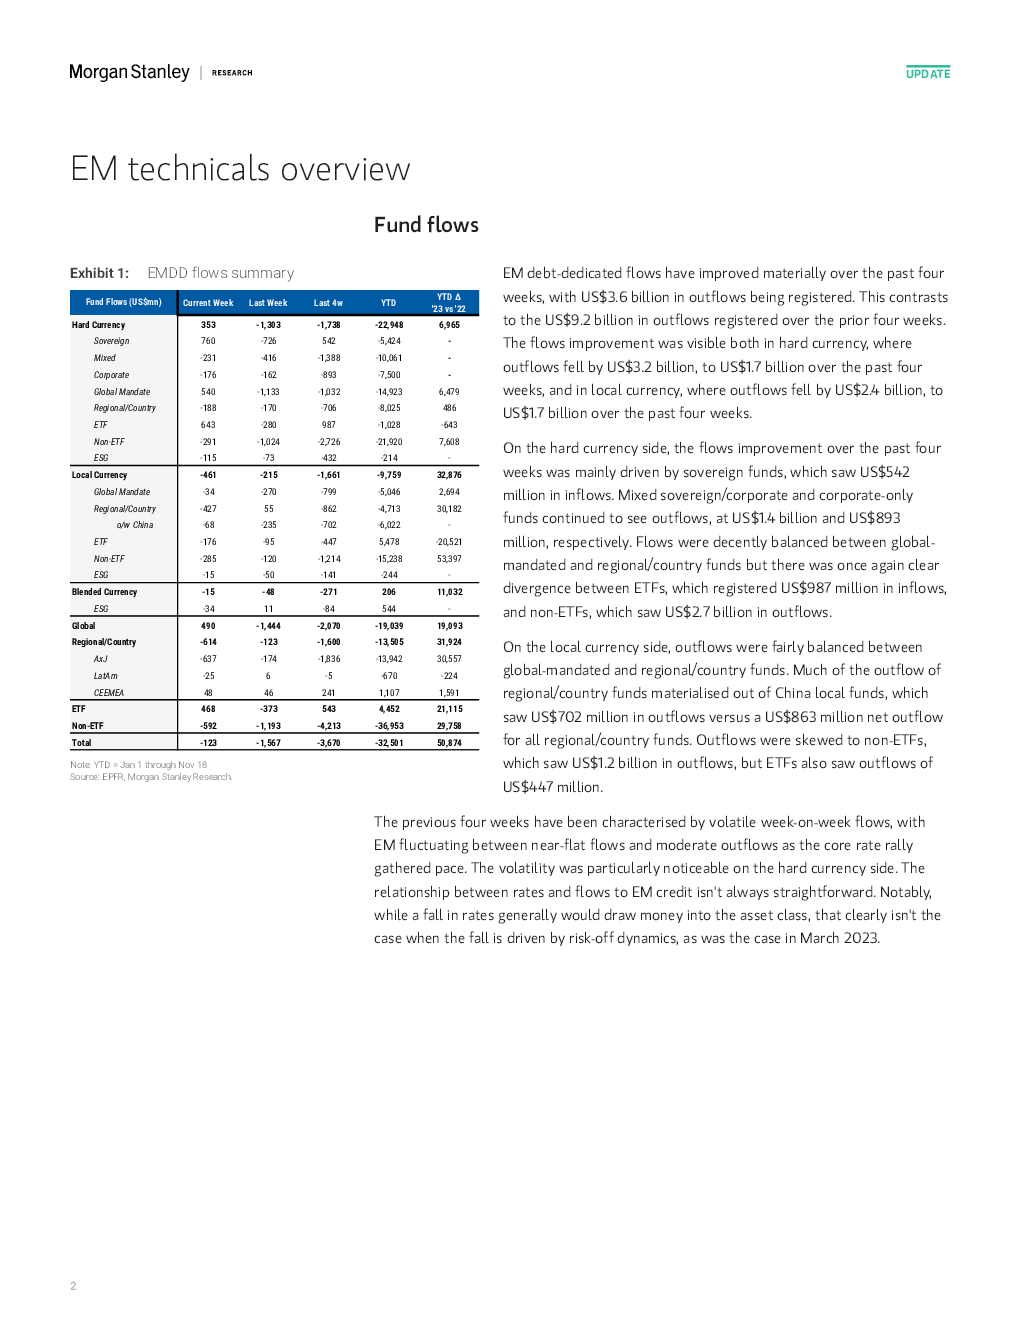 Morgan Stanley | RESEARCH
UPDATE
EM technicals overview
Fund flows
Exhibit 1: EMDD flows summary
Fund Flows (US$mn) Current Week Last Week Last 4w YTD YTD Δ '23 vs '22
Hard Currency 353 -1,303 -1,738 -22,948 6,965
Sovereign 760 -726 542 -5,424 -
Mixed -231 -416 -1,388 -10,061 -
Corporate -176 -162 -893 -7,500 -
Global Mandate 540 -1,133 -1,032 -14,923 6,479
Regional/Country -188 -170 -706 -8,025 486
ETF 643 -280 987 -1,028 -643
Non-ETF -291 -1,024 -2,726 -21,920 7,608
ESG -115 -73 -432 -214 -
Local Currency -461 -215 -1,661 -9,759 32,876
Global Mandate -34 -270 -799 -5,046 2,694
Regional/Country -427 55 -862 -4,713 30,182
o/w China -68 -235 -702 -6,022 -
ETF -176 -95 -447 5,478 -20,521
Non-ETF -285 -120 -1,214 -15,238 53,397
ESG -15 -50 -141 -244 -
Blended Currency -15 -48 -271 206 11,032
ESG -34 11 -84 544 -
Global 490 -1,444 -2,070 -19,039 19,093
Regional/Country -614 -123 -1,600 -13,505 31,924
AxJ -637 -174 -1,836 -13,942 30,557
LatAm -25 6 -5 -670 -224
CEEMEA 48 46 241 1,107 1,591
ETF 468 -373 543 4,452 21,115
Non-ETF -592 -1,193 -4,213 -36,953 29,758
Total -123 -1,567 -3,670 -32,501 50,874
Note: YTD = Jan 1 through Nov 18
Source: EPFR, Morgan Stanley Research.
EM debt-dedicated flows have improved materially over the past four
weeks, with US$3.6 billion in outflows being registered. This contrasts
to the US$9.2 billion in outflows registered over the prior four weeks.
The flows improvement was visible both in hard currency, where
outflows fell by US$3.2 billion, to US$1.7 billion over the past four
weeks, and in local currency, where outflows fell by US$2.4 billion, to
US$1.7 billion over the past four weeks.
On the hard currency side, the flows improvement over the past four
weeks was mainly driven by sovereign funds, which saw US$542
million in inflows. Mixed sovereign/corporate and corporate-only
funds continued to see outflows, at US$1.4 billion and US$893
million, respectively. Flows were decently balanced between global-
mandated and regional/country funds but there was once again clear
divergence between ETFs, which registered US$987 million in inflows,
and non-ETFs, which saw US$2.7 billion in outflows.
On the local currency side, outflows were fairly balanced between
global-mandated and regional/country funds. Much of the outflow of
regional/country funds materialised out of China local funds, which
saw US$702 million in outflows versus a US$863 million net outflow
for all regional/country funds. Outflows were skewed to non-ETFs,
which saw US$1.2 billion in outflows, but ETFs also saw outflows of
US$447 million.
The previous four weeks have been characterised by volatile week-on-week flows, with
EM fluctuating between near-flat flows and moderate outflows as the core rate rally
gathered pace. The volatility was particularly noticeable on the hard currency side. The
relationship between rates and flows to EM credit isn't always straightforward. Notably,
while a fall in rates generally would draw money into the asset class, that clearly isn't the
case when the fall is driven by risk-off dynamics, as was the case in March 2023.
2